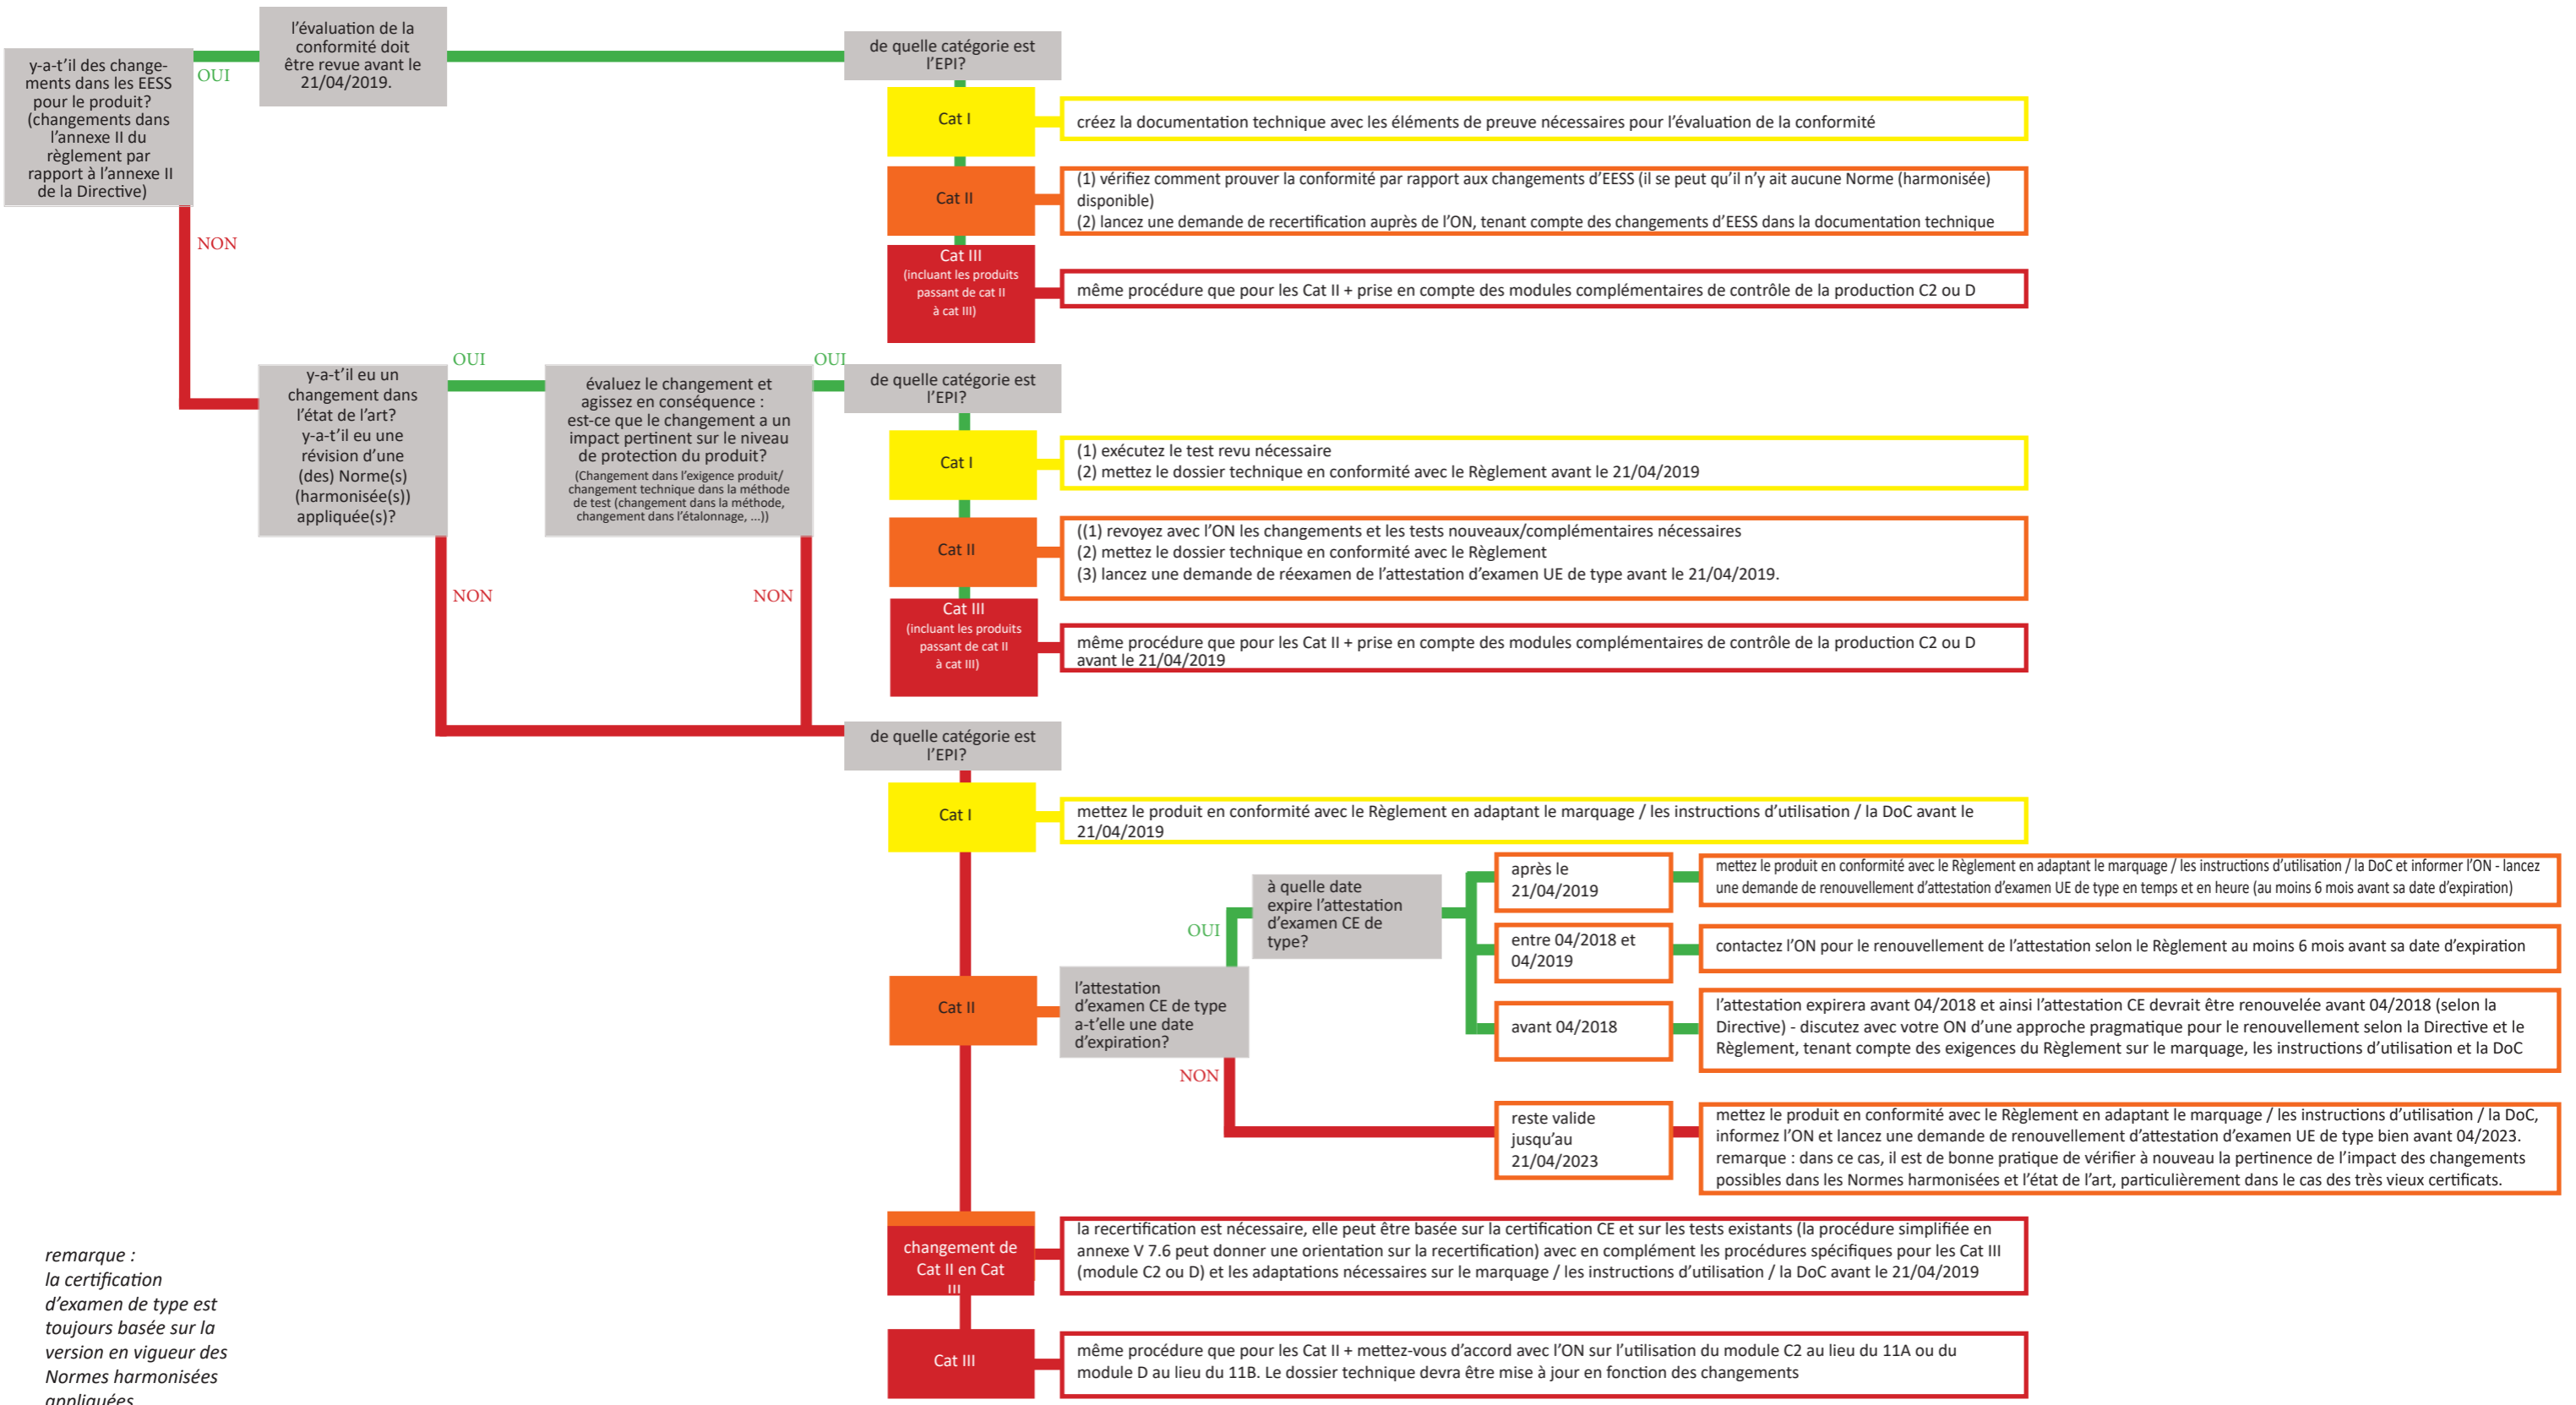 y-a-t'il des change-
ments dans les EESS
pour le produit?
(changements dans
l'annexe II du
règlement par
rapport à l'annexe II
de la Directive)
OUI
l'évaluation de la
conformité doit
être revue avant le
21/04/2019.
de quelle catégorie est
l'EPI?
Cat I
créez la documentation technique avec les éléments de preuve nécessaires pour l'évaluation de la conformité
Cat II
(1) vérifiez comment prouver la conformité par rapport aux changements d'EESS (il se peut qu'il n'y ait aucune Norme (harmonisée)
disponible)
(2) lancez une demande de recertification auprès de l'ON, tenant compte des changements d'EESS dans la documentation technique
Cat III
(incluant les produits
passant de cat II
à cat III)
même procédure que pour les Cat II + prise en compte des modules complémentaires de contrôle de la production C2 ou D
NON
y-a-t'il eu un
changement dans
l'état de l'art?
y-a-t'il eu une
révision d'une
(des) Norme(s)
(harmonisée(s))
appliquée(s)?
OUI
évaluez le changement et
agissez en conséquence :
est-ce que le changement a un
impact pertinent sur le niveau
de protection du produit?
(Changement dans l'exigence produit/
changement technique dans la méthode
de test (changement dans la méthode,
changement dans l'étalonnage, ...))
OUI
de quelle catégorie est
l'EPI?
Cat I
(1) exécutez le test revu nécessaire
(2) mettez le dossier technique en conformité avec le Règlement avant le 21/04/2019
Cat II
((1) revoyez avec l'ON les changements et les tests nouveaux/complémentaires nécessaires
(2) mettez le dossier technique en conformité avec le Règlement
(3) lancez une demande de réexamen de l'attestation d'examen UE de type avant le 21/04/2019.
Cat III
(incluant les produits
passant de cat II
à cat III)
même procédure que pour les Cat II + prise en compte des modules complémentaires de contrôle de la production C2 ou D
avant le 21/04/2019
NON
NON
de quelle catégorie est
l'EPI?
Cat I
mettez le produit en conformité avec le Règlement en adaptant le marquage / les instructions d'utilisation / la DoC avant le
21/04/2019
Cat II
l'attestation
d'examen CE de type
a-t'elle une date
d'expiration?
OUI
à quelle date
expire l'attestation
d'examen CE de
type?
après le
21/04/2019
mettez le produit en conformité avec le Règlement en adaptant le marquage / les instructions d'utilisation / la DoC et informer l'ON - lancez
une demande de renouvellement d'attestation d'examen UE de type en temps et en heure (au moins 6 mois avant sa date d'expiration)
entre 04/2018 et
04/2019
contactez l'ON pour le renouvellement de l'attestation selon le Règlement au moins 6 mois avant sa date d'expiration
avant 04/2018
l'attestation expirera avant 04/2018 et ainsi l'attestation CE devrait être renouvelée avant 04/2018 (selon la
Directive) - discutez avec votre ON d'une approche pragmatique pour le renouvellement selon la Directive et le
Règlement, tenant compte des exigences du Règlement sur le marquage, les instructions d'utilisation et la DoC
NON
reste valide
jusqu'au
21/04/2023
mettez le produit en conformité avec le Règlement en adaptant le marquage / les instructions d'utilisation / la DoC,
informez l'ON et lancez une demande de renouvellement d'attestation d'examen UE de type bien avant 04/2023.
remarque : dans ce cas, il est de bonne pratique de vérifier à nouveau la pertinence de l'impact des changements
possibles dans les Normes harmonisées et l'état de l'art, particulièrement dans le cas des très vieux certificats.
changement de
Cat II en Cat
III
la recertification est nécessaire, elle peut être basée sur la certification CE et sur les tests existants (la procédure simplifiée en
annexe V 7.6 peut donner une orientation sur la recertification) avec en complément les procédures spécifiques pour les Cat III
(module C2 ou D) et les adaptations nécessaires sur le marquage / les instructions d'utilisation / la DoC avant le 21/04/2019
Cat III
même procédure que pour les Cat II + mettez-vous d'accord avec l'ON sur l'utilisation du module C2 au lieu du 11A ou du
module D au lieu du 11B. Le dossier technique devra être mise à jour en fonction des changements
remarque :
la certification
d'examen de type est
toujours basée sur la
version en vigueur des
Normes harmonisées
appliquées